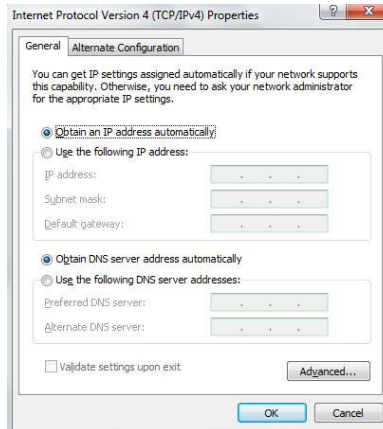 Internet Protocol Version 4 (TCP/IPv4) Properties
General Alternate Configuration
You can get IP settings assigned automatically if your network supports
this capability. Otherwise, you need to ask your network administrator
for the appropriate IP settings.
Obtain an IP address automatically
Use the following IP address:
IP address:
Subnet mask:
Default gateway:
Obtain DNS server address automatically
Use the following DNS server addresses:
Preferred DNS server:
Alternate DNS server:
Validate settings upon exit
Advanced...
OK Cancel